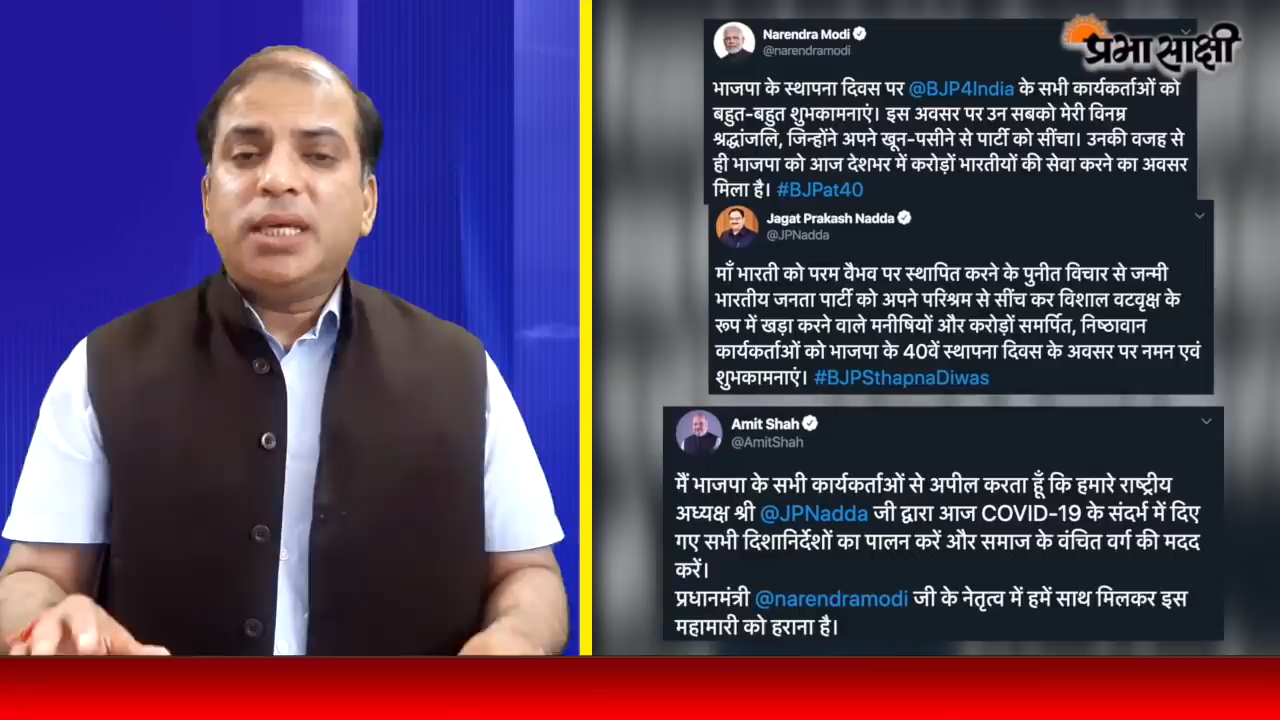 प्रभा साक्षी
Narendra Modi
@narendramodi
भाजपा के स्थापना दिवस पर @BJP4India के सभी कार्यकर्ताओं को
बहुत-बहुत शुभकामनाएं। इस अवसर पर उन सबको मेरी विनम्र
श्रद्धांजलि, जिन्होंने अपने खून-पसीने से पार्टी को सींचा। उनकी वजह से
ही भाजपा को आज देशभर में करोड़ों भारतीयों की सेवा करने का अवसर
मिला है। #BJPat40
Jagat Prakash Nadda
@JPNadda
माँ भारती को परम वैभव पर स्थापित करने के पुनीत विचार से जन्मी
भारतीय जनता पार्टी को अपने परिश्रम से सींच कर विशाल वटवृक्ष के
रूप में खड़ा करने वाले मनीषियों और करोड़ों समर्पित, निष्ठावान
कार्यकर्ताओं को भाजपा के 40वें स्थापना दिवस के अवसर पर नमन एवं
शुभकामनाएं। #BJPSthapnaDiwas
Amit Shah
@AmitShah
मैं भाजपा के सभी कार्यकर्ताओं से अपील करता हूँ कि हमारे राष्ट्रीय
अध्यक्ष श्री @JPNadda जी द्वारा आज COVID-19 के संदर्भ में दिए
गए सभी दिशानिर्देशों का पालन करें और समाज के वंचित वर्ग की मदद
करें।
प्रधानमंत्री @narendramodi जी के नेतृत्व में हमें साथ मिलकर इस
महामारी को हराना है।